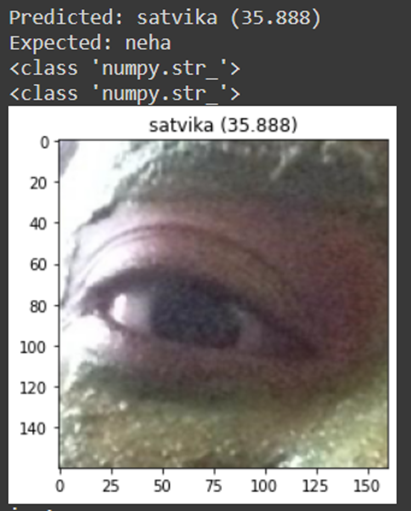 Predicted: satvika (35.888)
Expected: neha
<class 'numpy.str_'>
<class 'numpy.str_'>
satvika (35.888)
0
20
40
60
80
100
120
140
0 25 50 75 100 125 150